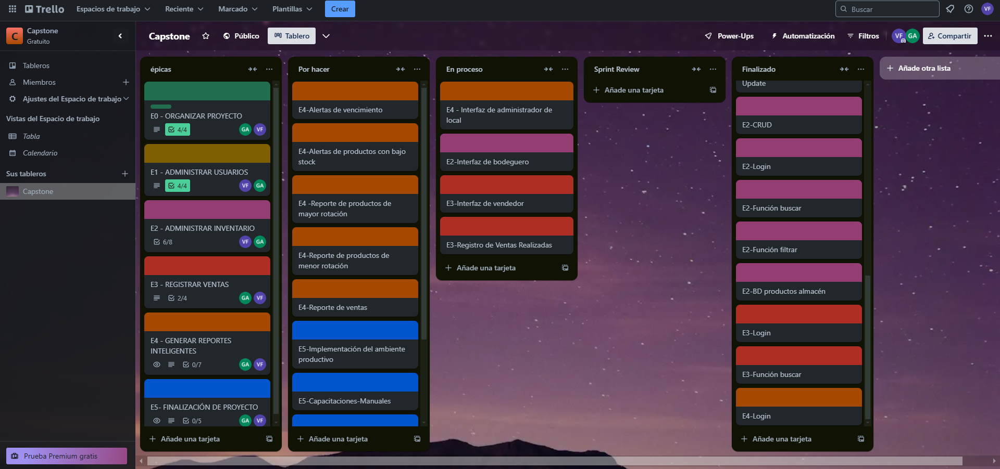 Trello
Espacios de trabajo
Reciente
Marcado
Plantillas
Crear
Buscar
VF
C
Capstone
Gratuito
Capstone
Público
Tablero
Power-Ups
Automatización
Filtros
VF
GA
Compartir
Tableros
Miembros
Ajustes del Espacio de trabajo
Vistas del Espacio de trabajo
Tabla
Calendario
Sus tableros
Capstone
Prueba Premium gratis
épicas
E0 - ORGANIZAR PROYECTO
4/4
GA
VF
E1 - ADMINISTRAR USUARIOS
4/4
VF
GA
E2 - ADMINISTRAR INVENTARIO
6/8
VF
GA
E3 - REGISTRAR VENTAS
2/4
GA
VF
E4 - GENERAR REPORTES
INTELIGENTES
0/7
GA
VF
E5- FINALIZACIÓN DE PROYECTO
0/5
GA
VF
Añade una tarjeta
Por hacer
E4-Alertas de vencimiento
E4-Alertas de productos con bajo
stock
E4 -Reporte de productos de
mayor rotación
E4-Reporte de productos de
menor rotación
E4-Reporte de ventas
E5-Implementación del ambiente
productivo
E5-Capacitaciones-Manuales
Añade una tarjeta
En proceso
E4 - Interfaz de administrador de
local
E2-Interfaz de bodeguero
E3-Interfaz de vendedor
E3-Registro de Ventas Realizadas
Añade una tarjeta
Sprint Review
Añade una tarjeta
Finalizado
Update
E2-CRUD
E2-Login
E2-Función buscar
E2-Función filtrar
E2-BD productos almacén
E3-Login
E3-Función buscar
E4-Login
Añade una tarjeta
Añade otra lista